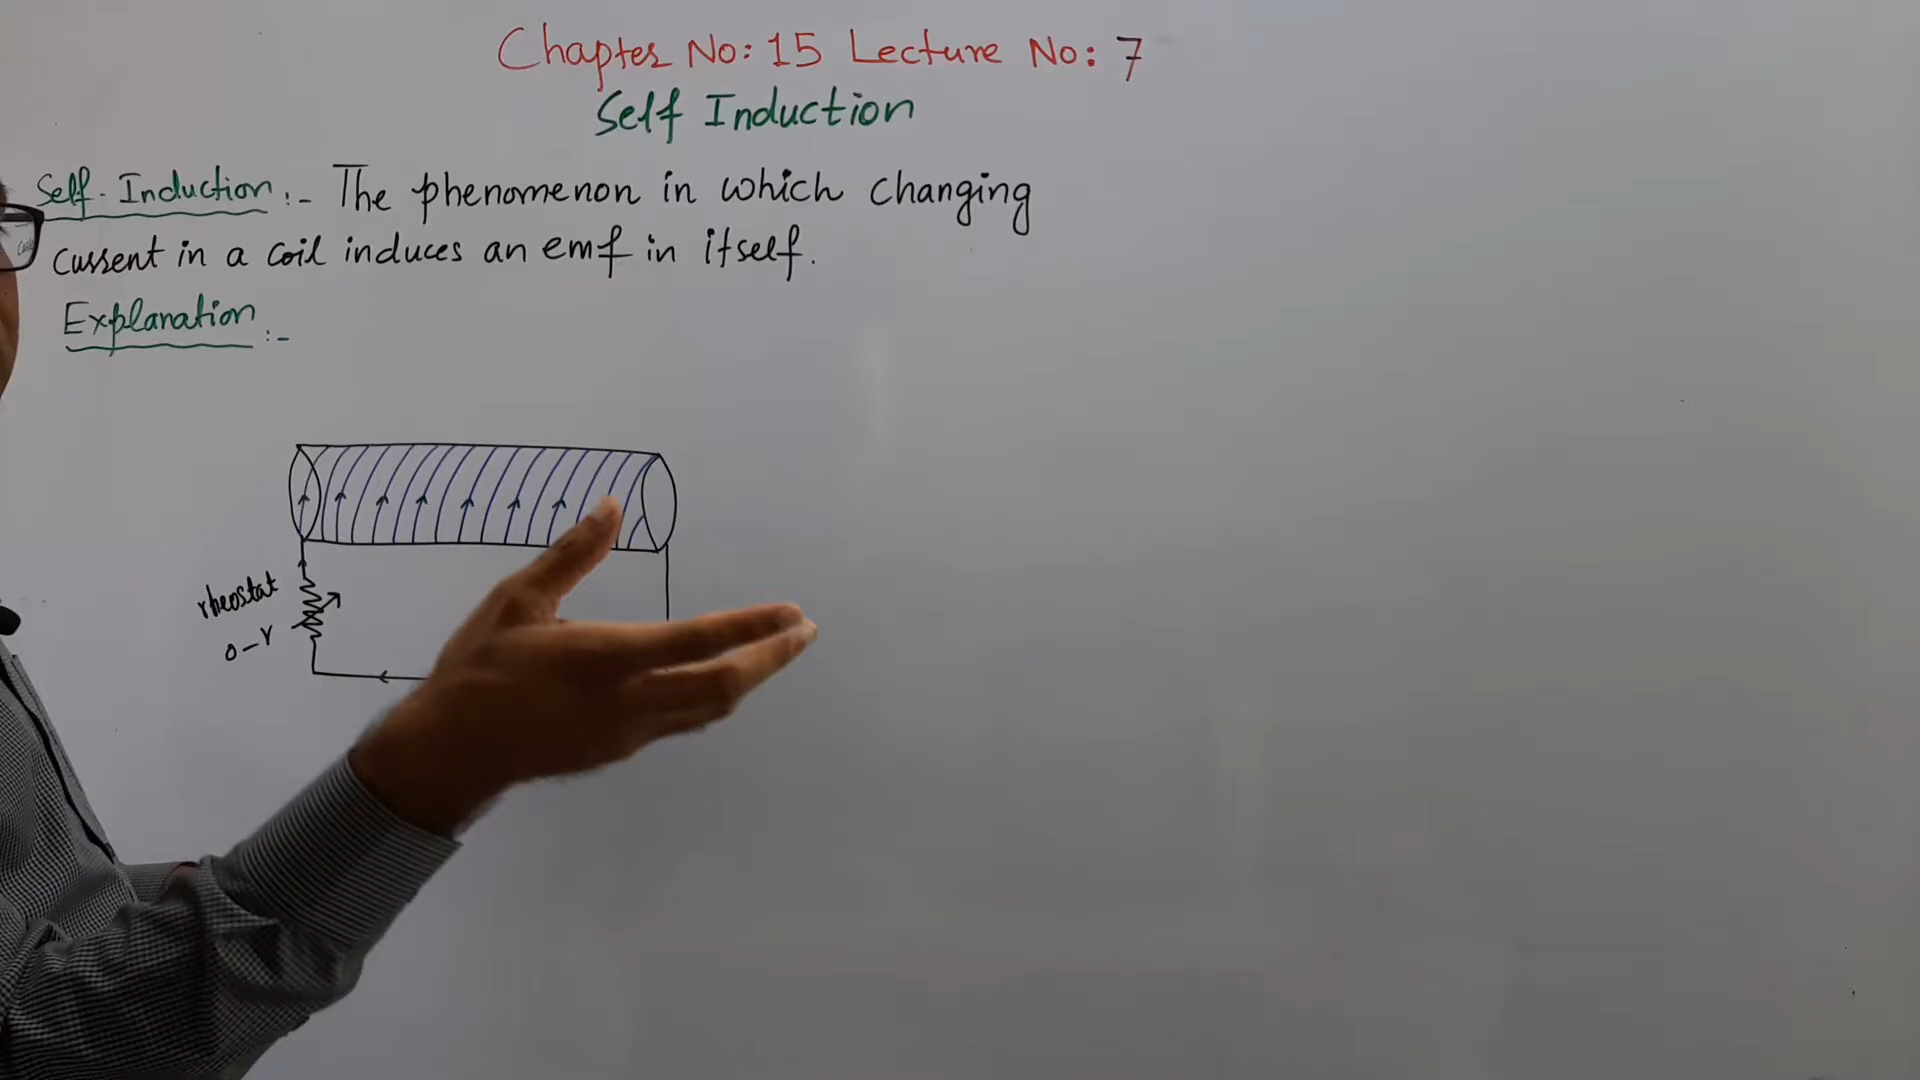 Chapter No: 15 Lecture No: 7
Self Induction
Self-Induction :- The phenomenon in which changing
current in a coil induces an emf in itself.
Explanation :-
rheostat
0-r